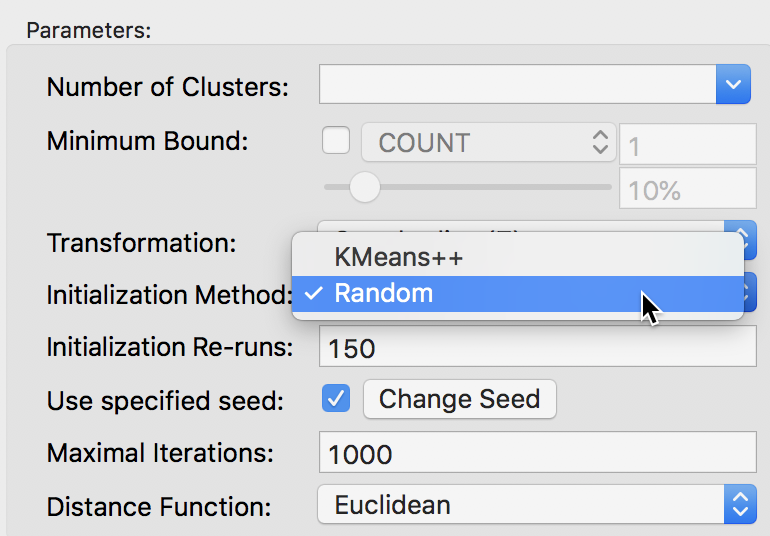 Parameters:
Number of Clusters:
Minimum Bound: COUNT 1
10%
Transformation:
KMeans++
Initialization Method: ✓ Random
Initialization Re-runs: 150
Use specified seed: Change Seed
Maximal Iterations: 1000
Distance Function: Euclidean